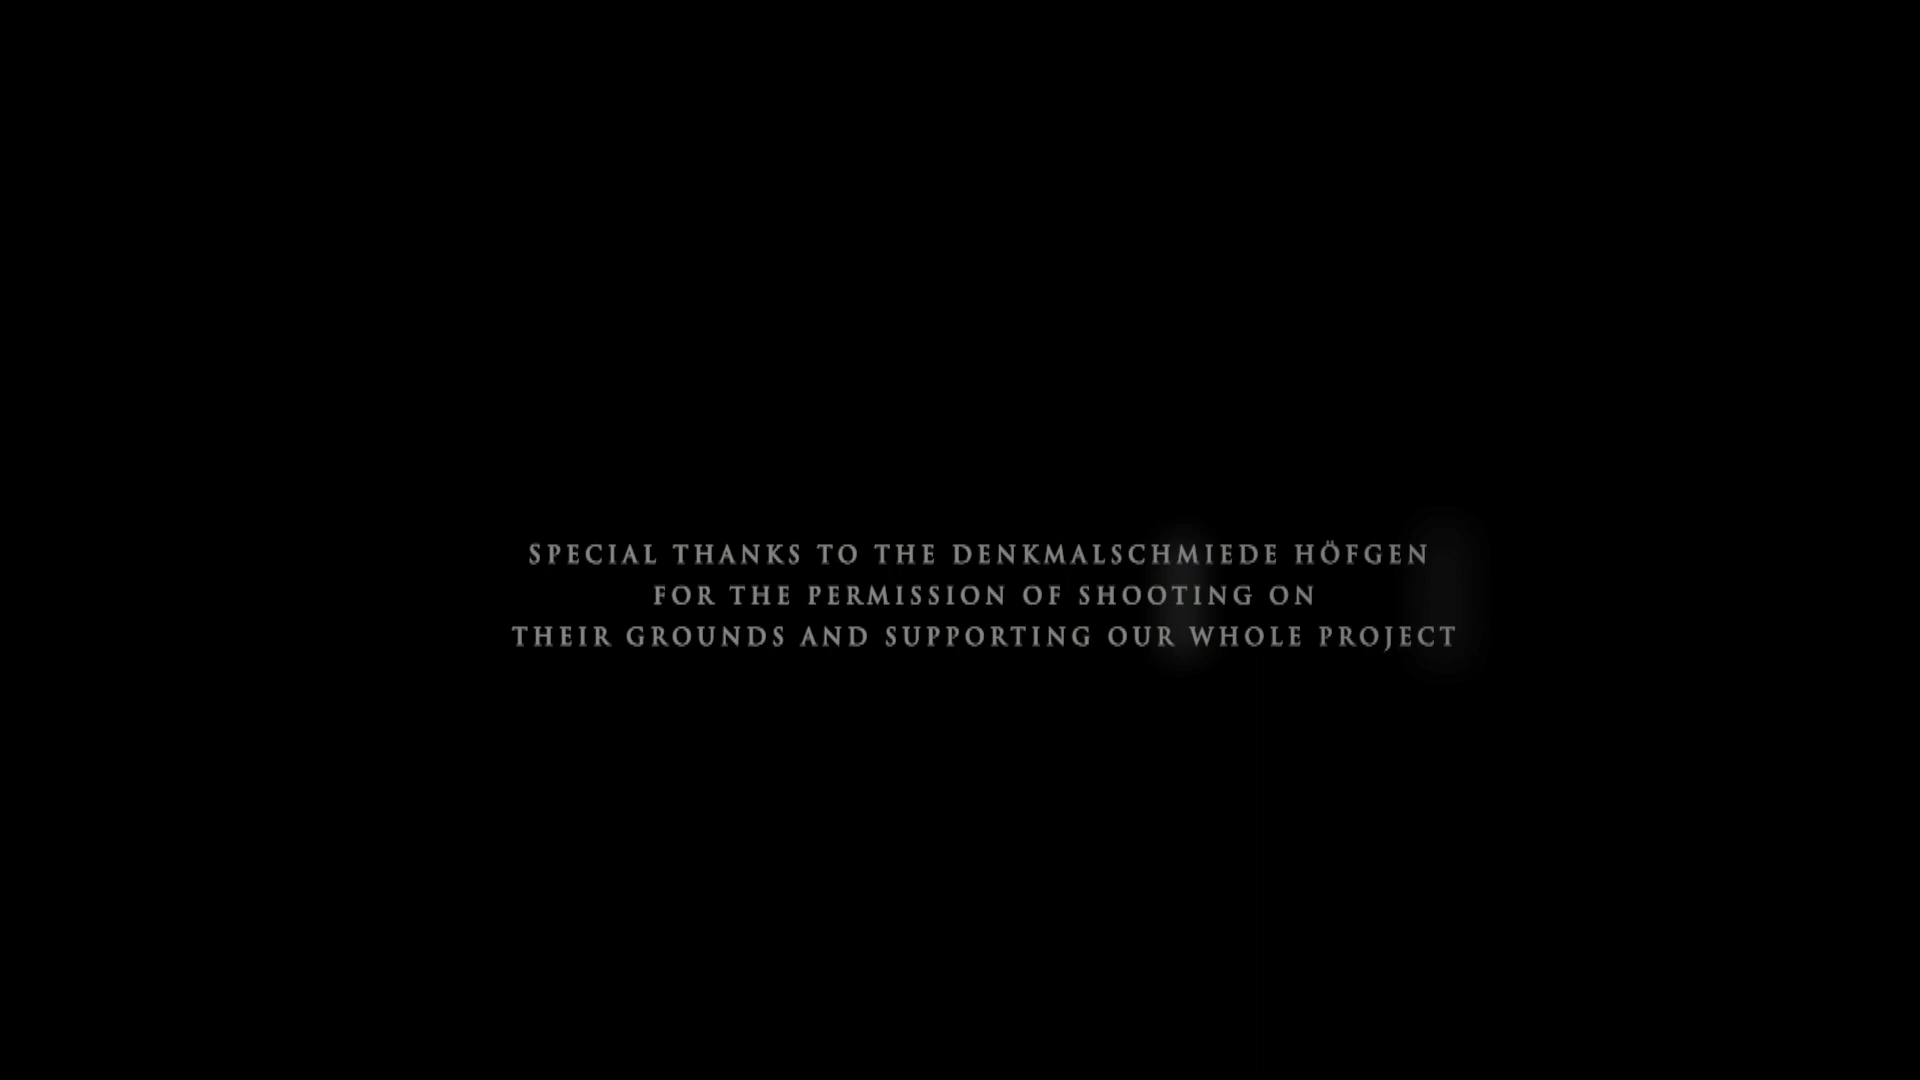 SPECIAL THANKS TO THE DENKMALSCHMIEDE HÖFGEN
FOR THE PERMISSION OF SHOOTING ON
THEIR GROUNDS AND SUPPORTING OUR WHOLE PROJECT